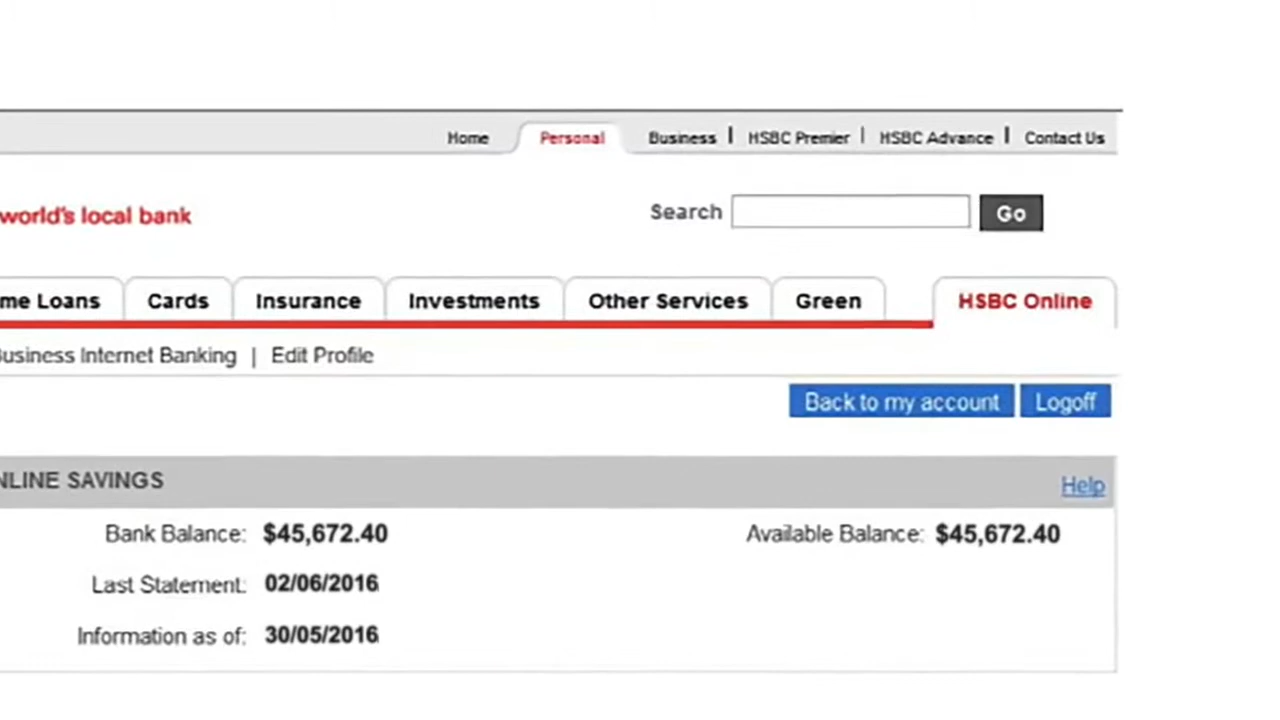 Home Personal Business | HSBC Premier | HSBC Advance | Contact Us
world's local bank
Search Go
me Loans Cards Insurance Investments Other Services Green HSBC Online
Business Internet Banking | Edit Profile
Back to my account Logoff
NLINE SAVINGS Help
Bank Balance: $45,672.40 Available Balance: $45,672.40
Last Statement: 02/06/2016
Information as of: 30/05/2016